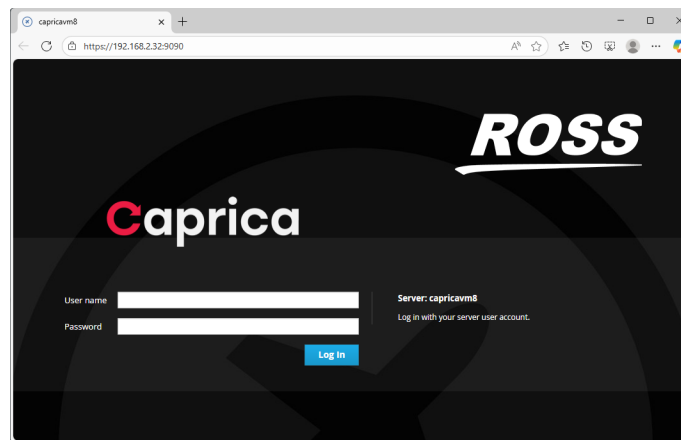 capricavm8
https://192.168.2.32:9090
ROSS
Caprica
User name
Password
Log In
Server: capricavm8
Log in with your server user account.